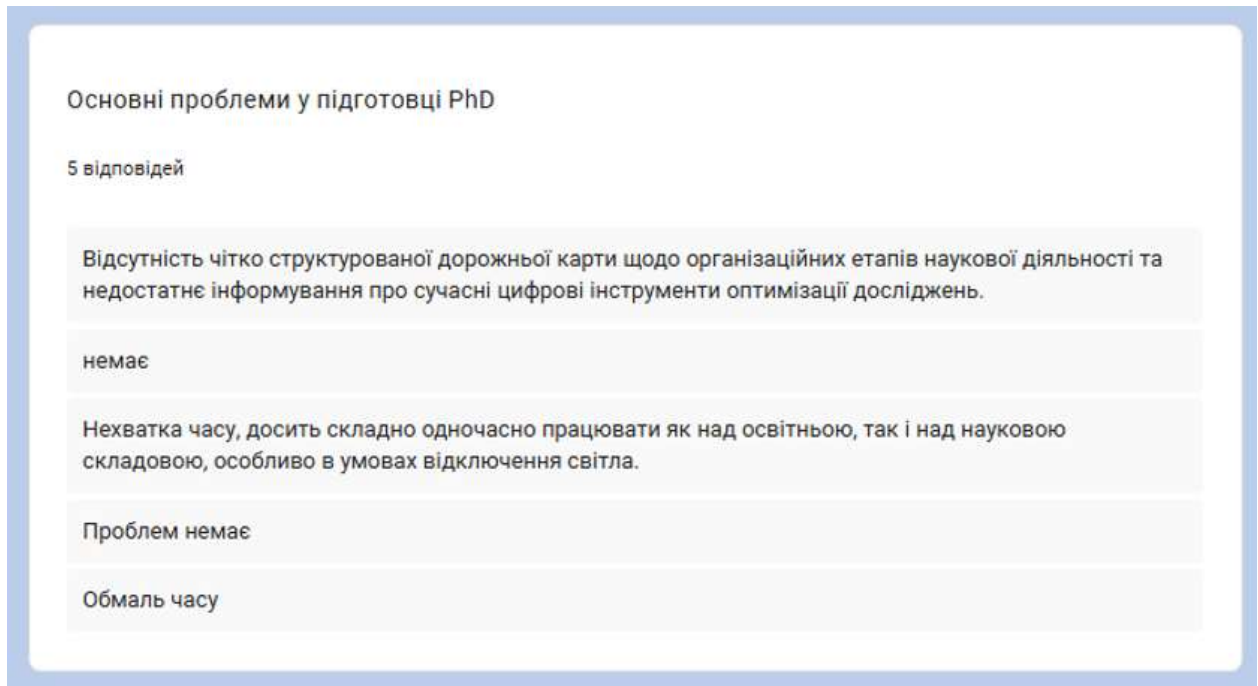 Основні проблеми у підготовці PhD
5 відповідей
Відсутність чітко структурованої дорожньої карти щодо організаційних етапів наукової діяльності та
недостатнє інформування про сучасні цифрові інструменти оптимізації досліджень.
немає
Нехватка часу, досить складно одночасно працювати як над освітньою, так і над науковою
складовою, особливо в умовах відключення світла.
Проблем немає
Обмаль часу